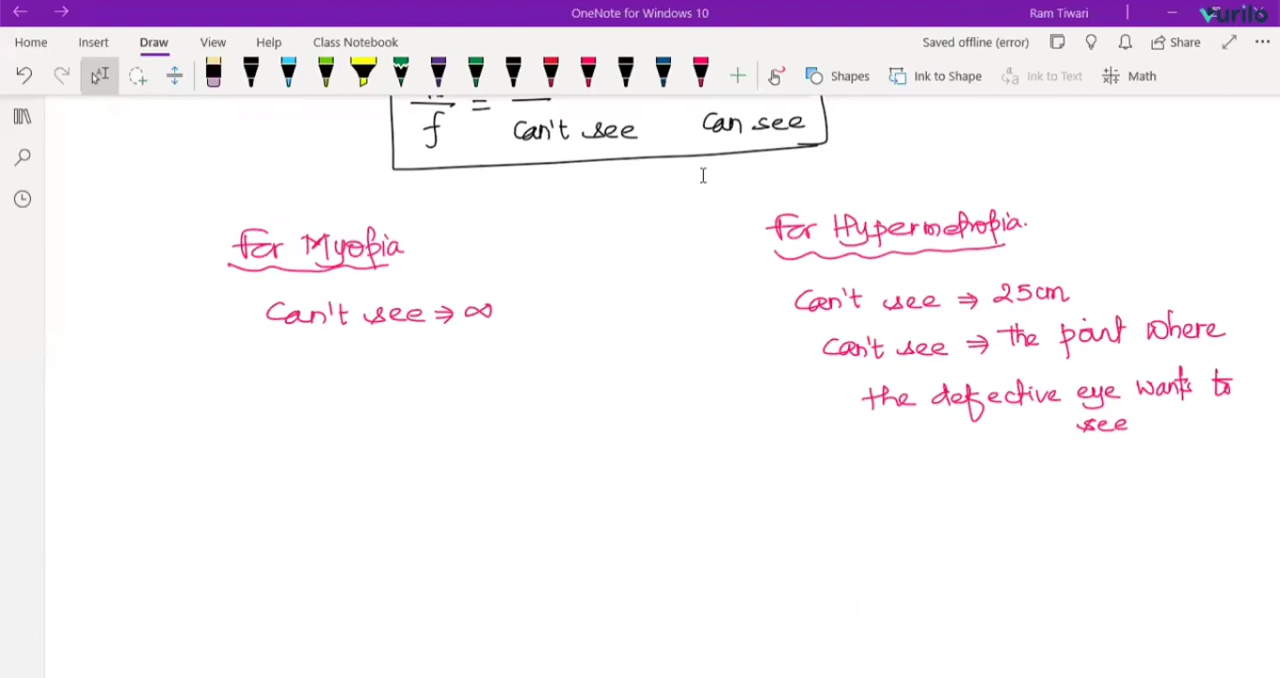 OneNote for Windows 10
Ram Tiwari
Vurilo
Home Insert Draw View Help Class Notebook
Saved offline (error) Share
Shapes Ink to Shape Ink to Text Math
f = Can't see Can see
For Myopia
Can't see ⇒ ∞
For Hypermetropia.
Can't see ⇒ 25cm
Can't see ⇒ The point where
the defective eye wants to
see